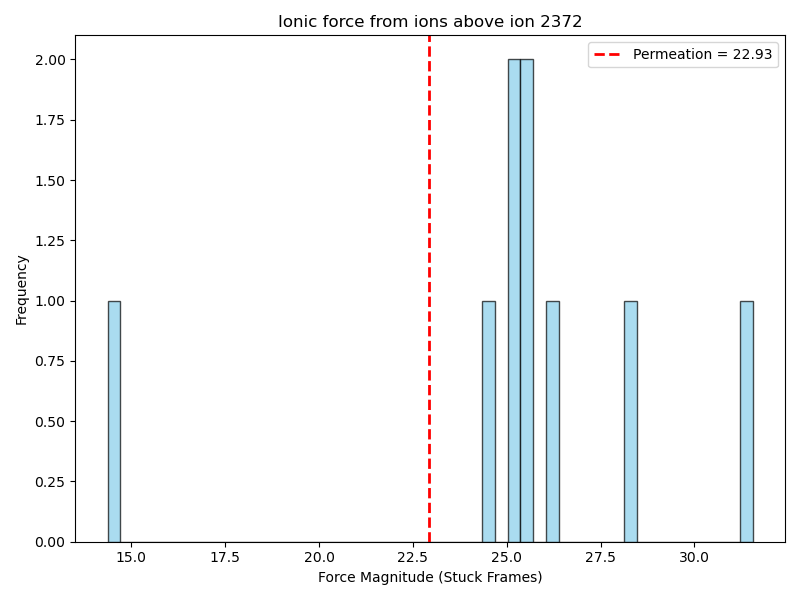 Ionic force from ions above ion 2372
Permeation = 22.93
Frequency
2.00
1.75
1.50
1.25
1.00
0.75
0.50
0.25
0.00
15.0 17.5 20.0 22.5 25.0 27.5 30.0
Force Magnitude (Stuck Frames)